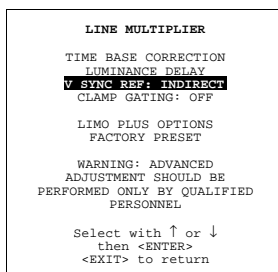 LINE MULTIPLIER
TIME BASE CORRECTION
LUMINANCE DELAY
V SYNC REF: INDIRECT
CLAMP GATING: OFF
LIMO PLUS OPTIONS
FACTORY PRESET
WARNING: ADVANCED
ADJUSTMENT SHOULD BE
PERFORMED ONLY BY QUALIFIED
PERSONNEL
Select with ↑ or ↓
then <ENTER>
<EXIT> to return